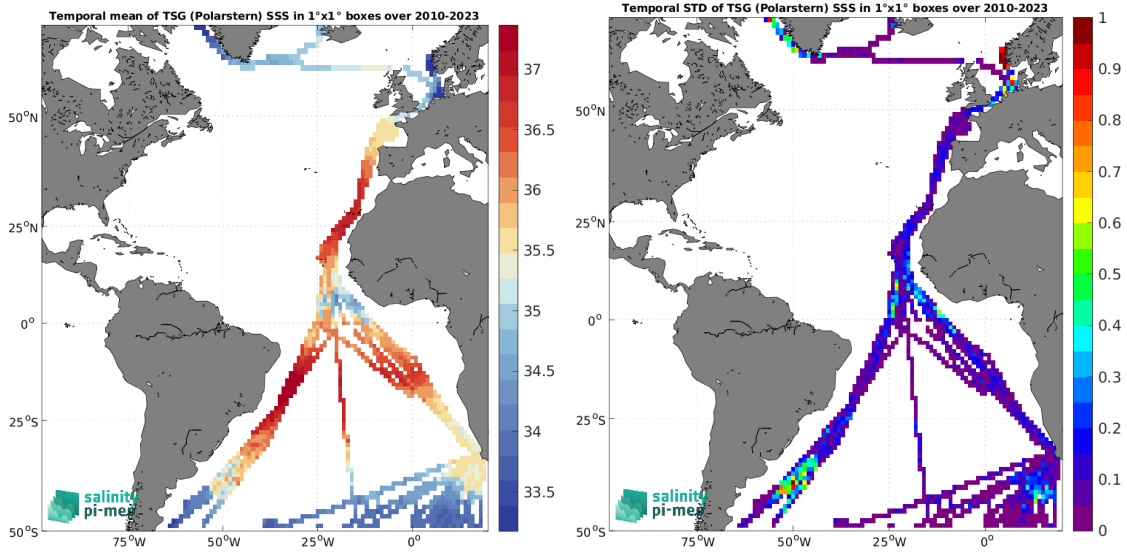 Temporal mean of TSG (Polarstern) SSS in 1°x1° boxes over 2010-2023
50°N
25°N
0°
25°S
50°S
75°W
50°W
25°W
0°
37
36.5
36
35.5
35
34.5
34
33.5
salinity
pi-mep
Temporal STD of TSG (Polarstern) SSS in 1°x1° boxes over 2010-2023
50°N
25°N
0°
25°S
50°S
75°W
50°W
25°W
0°
1
0.9
0.8
0.7
0.6
0.5
0.4
0.3
0.2
0.1
0
salinity
pi-mep